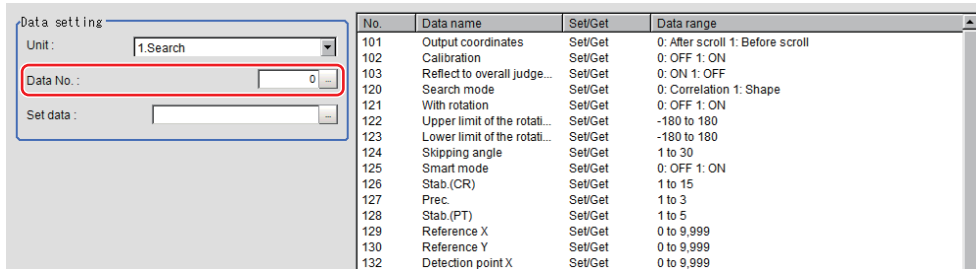 Data setting
Unit : 1.Search
Data No. : 0 ...
Set data : ...
No. Data name Set/Get Data range
101 Output coordinates Set/Get 0: After scroll 1: Before scroll
102 Calibration Set/Get 0: OFF 1: ON
103 Reflect to overall judge... Set/Get 0: ON 1: OFF
120 Search mode Set/Get 0: Correlation 1: Shape
121 With rotation Set/Get 0: OFF 1: ON
122 Upper limit of the rotati... Set/Get -180 to 180
123 Lower limit of the rotati... Set/Get -180 to 180
124 Skipping angle Set/Get 1 to 30
125 Smart mode Set/Get 0: OFF 1: ON
126 Stab.(CR) Set/Get 1 to 15
127 Prec. Set/Get 1 to 3
128 Stab.(PT) Set/Get 1 to 5
129 Reference X Set/Get 0 to 9,999
130 Reference Y Set/Get 0 to 9,999
132 Detection point X Set/Get 0 to 9,999